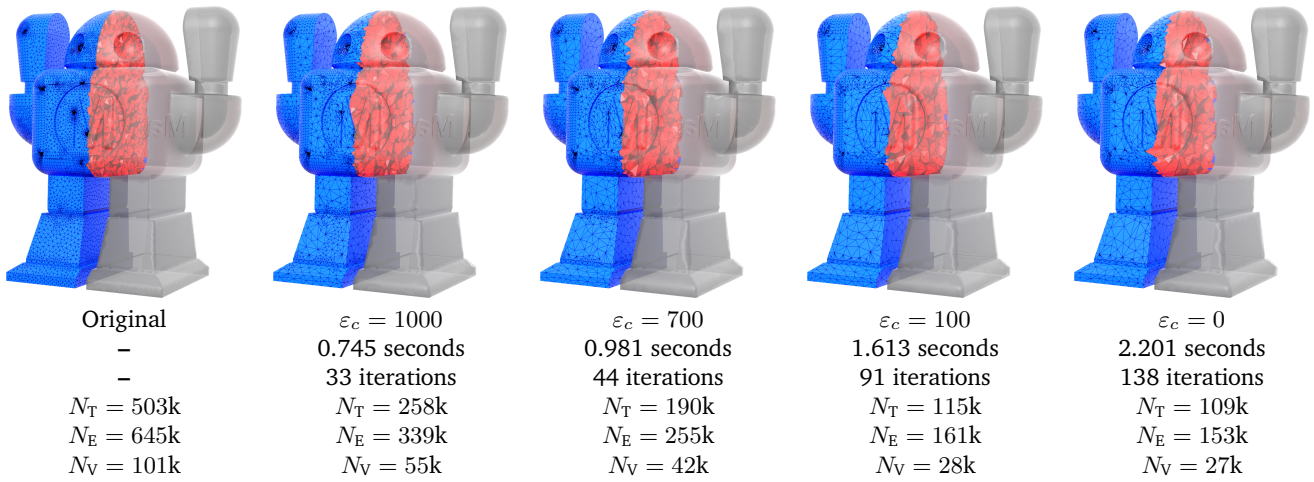 Original
–
–
N_T = 503k
N_E = 645k
N_V = 101k
ε_c = 1000
0.745 seconds
33 iterations
N_T = 258k
N_E = 339k
N_V = 55k
ε_c = 700
0.981 seconds
44 iterations
N_T = 190k
N_E = 255k
N_V = 42k
ε_c = 100
1.613 seconds
91 iterations
N_T = 115k
N_E = 161k
N_V = 28k
ε_c = 0
2.201 seconds
138 iterations
N_T = 109k
N_E = 153k
N_V = 27k